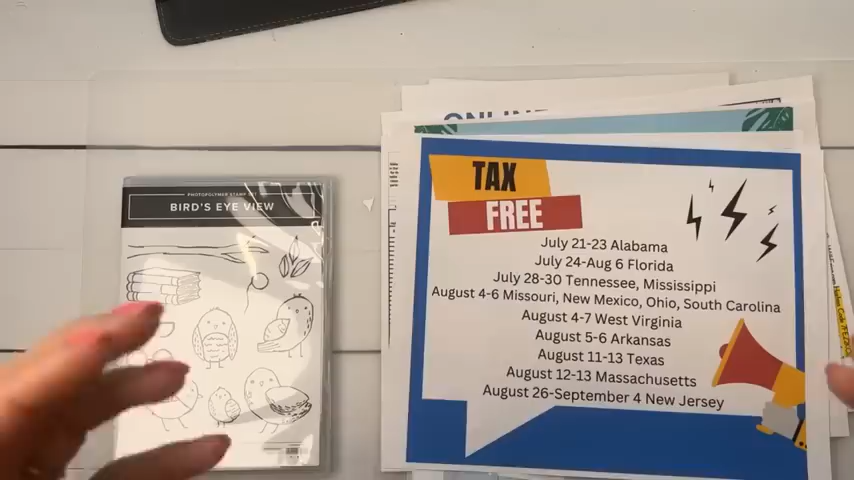 PHOTOPOLYMER STAMP SET
BIRD'S EYE VIEW
TAX
FREE
July 21-23 Alabama
July 24-Aug 6 Florida
July 28-30 Tennessee, Mississippi
August 4-6 Missouri, New Mexico, Ohio, South Carolina
August 4-7 West Virginia
August 5-6 Arkansas
August 11-13 Texas
August 12-13 Massachusetts
August 26-September 4 New Jersey